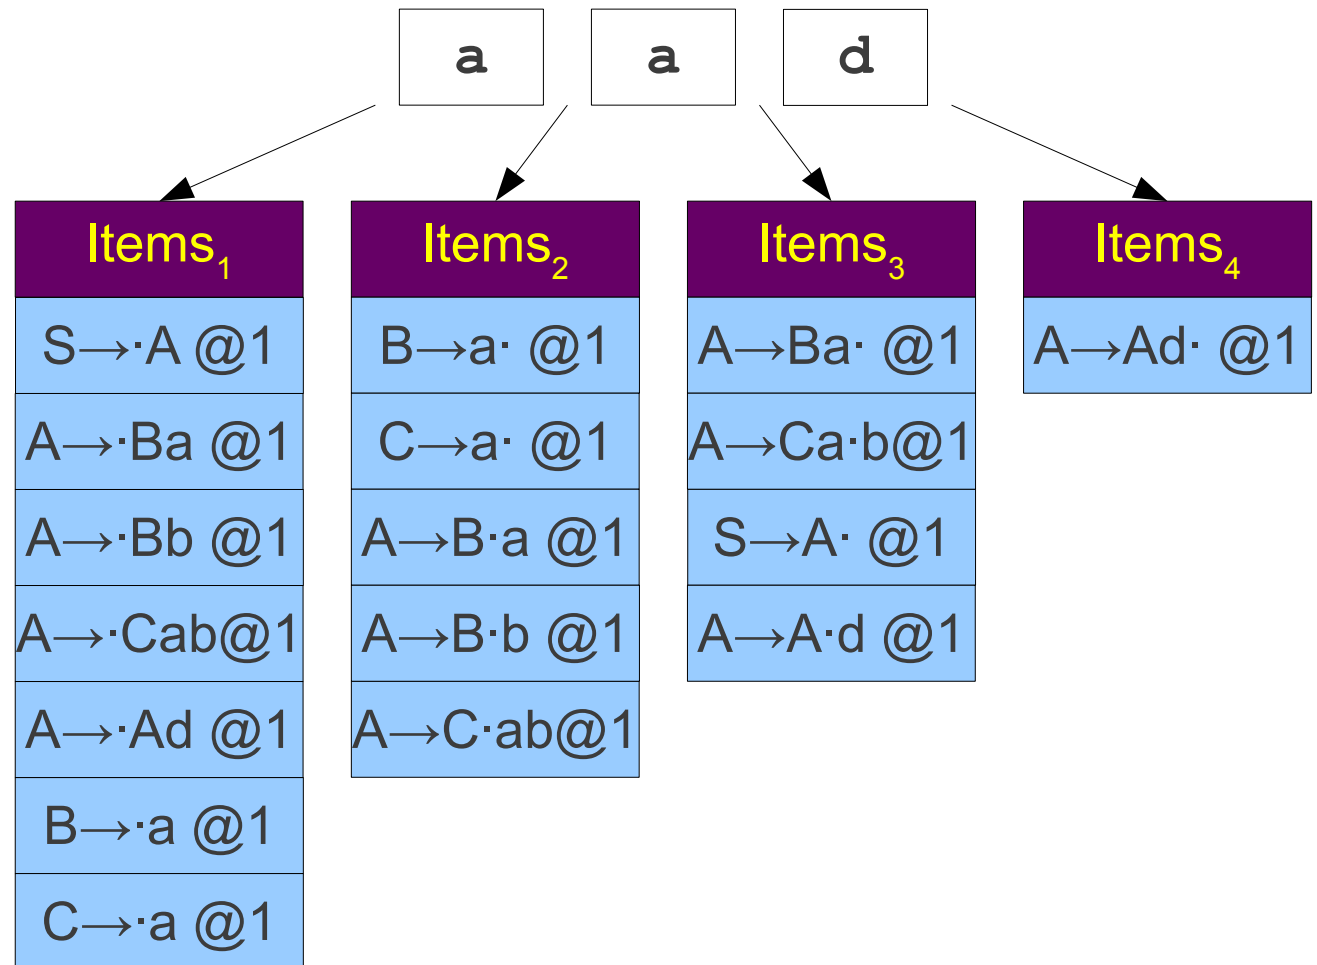 a a d
Items₁ Items₂ Items₃ Items₄
S→·A @1 B→a· @1 A→Ba· @1 A→Ad· @1
A→·Ba @1 C→a· @1 A→Ca·b@1
A→·Bb @1 A→B·a @1 S→A· @1
A→·Cab@1 A→B·b @1 A→A·d @1
A→·Ad @1 A→C·ab@1
B→·a @1
C→·a @1